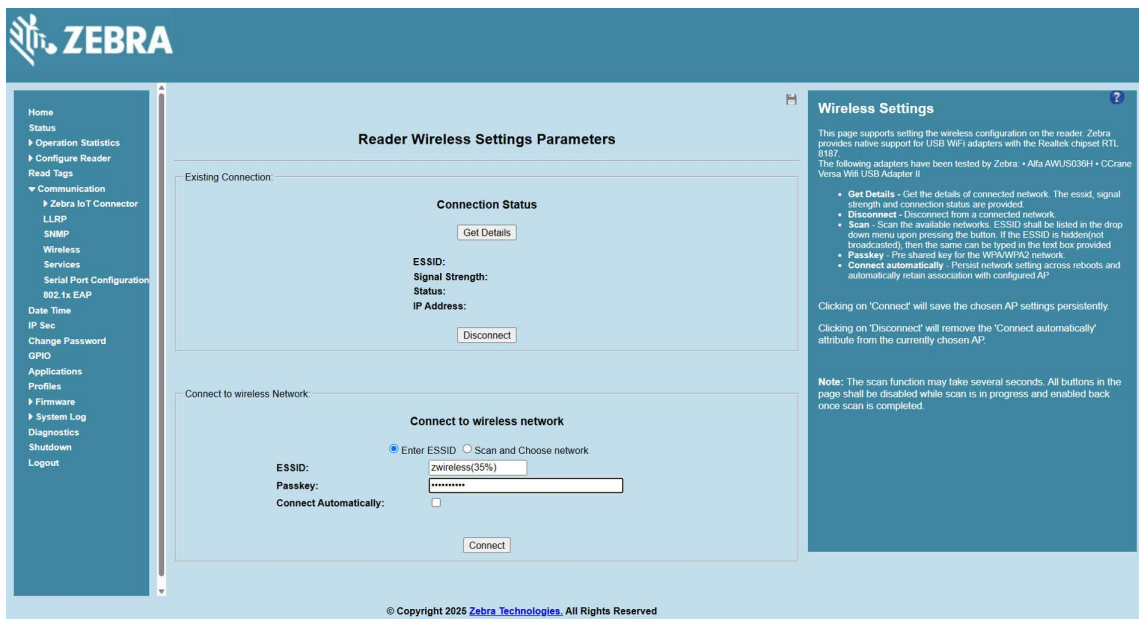 ZEBRA
Home
Status
Operation Statistics
Configure Reader
Read Tags
Communication
Zebra IoT Connector
LLRP
SNMP
Wireless
Services
Serial Port Configuration
802.1x EAP
Date Time
IP Sec
Change Password
GPIO
Applications
Profiles
Firmware
System Log
Diagnostics
Shutdown
Logout
Reader Wireless Settings Parameters
Existing Connection:
Connection Status
Get Details
ESSID:
Signal Strength:
Status:
IP Address:
Disconnect
Connect to wireless Network:
Connect to wireless network
Enter ESSID Scan and Choose network
ESSID: zwireless(35%)
Passkey: ••••••••••
Connect Automatically:
Connect
?
Wireless Settings
This page supports setting the wireless configuration on the reader. Zebra
provides native support for USB WiFi adapters with the Realtek chipset RTL
8187.
The following adapters have been tested by Zebra: • Alfa AWUS036H • CCrane
Versa Wifi USB Adapter II
• Get Details - Get the details of connected network. The essid, signal
strength and connection status are provided.
• Disconnect - Disconnect from a connected network.
• Scan - Scan the available networks. ESSID shall be listed in the drop
down menu upon pressing the button. If the ESSID is hidden(not
broadcasted), then the same can be typed in the text box provided
• Passkey - Pre shared key for the WPA/WPA2 network.
• Connect automatically - Persist network setting across reboots and
automatically retain association with configured AP
Clicking on 'Connect' will save the chosen AP settings persistently.
Clicking on 'Disconnect' will remove the 'Connect automatically'
attribute from the currently chosen AP.
Note: The scan function may take several seconds. All buttons in the
page shall be disabled while scan is in progress and enabled back
once scan is completed.
© Copyright 2025 Zebra Technologies. All Rights Reserved